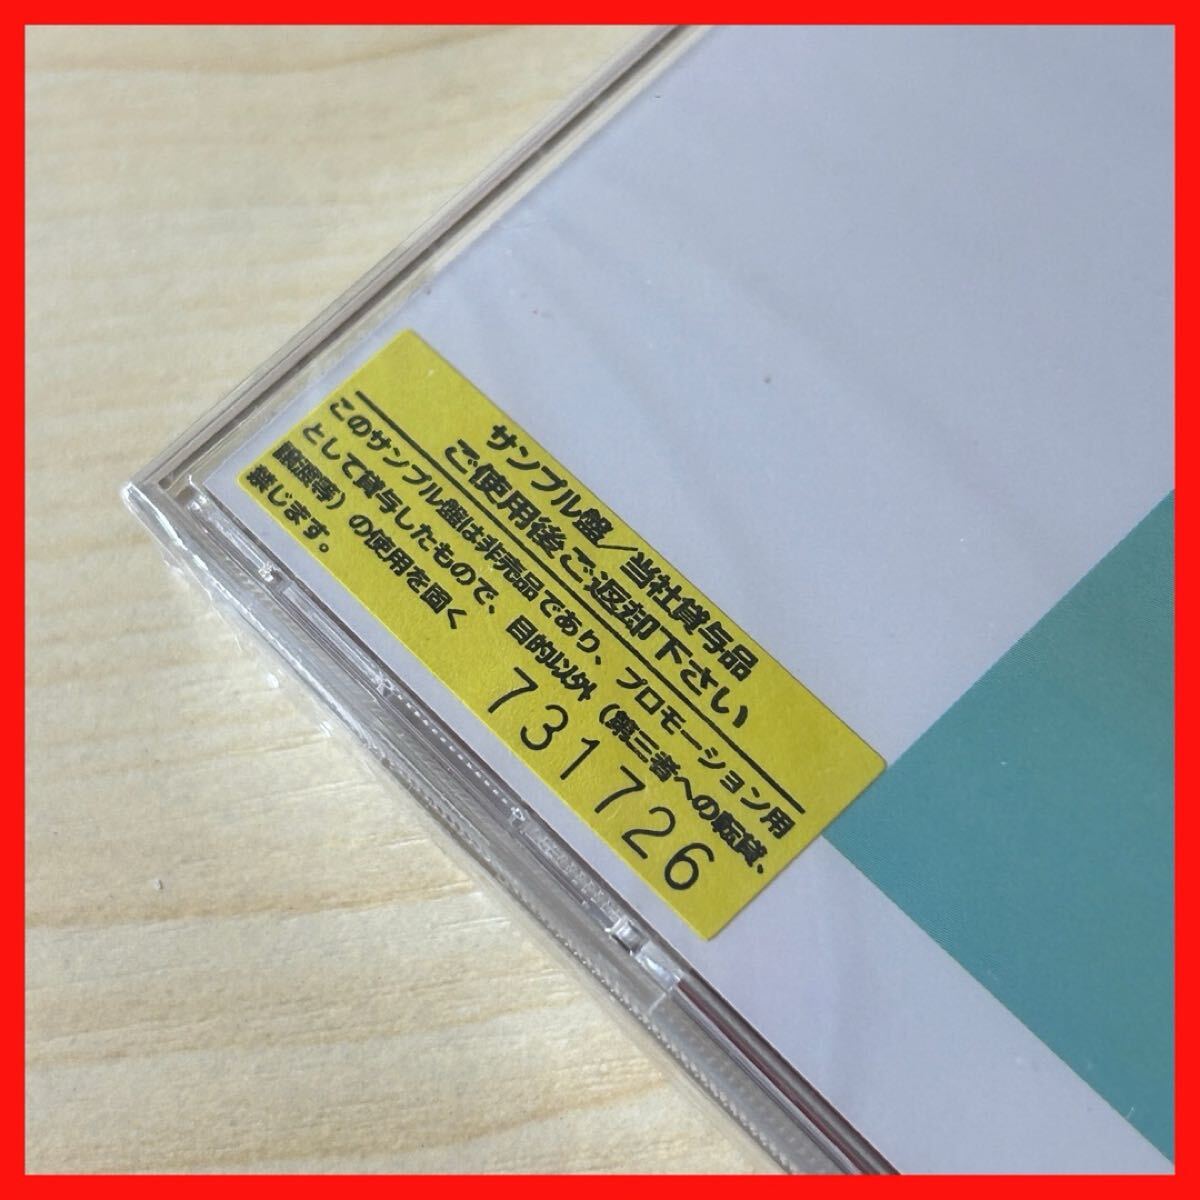 サンプル盤/当社貸与品
ご使用後ご返却下さい
このサンプル盤は非売品であり、プロモーション用
として貸与したもので、目的以外(第三者への転貸、
譲渡等)の使用を固く
禁じます。
731726